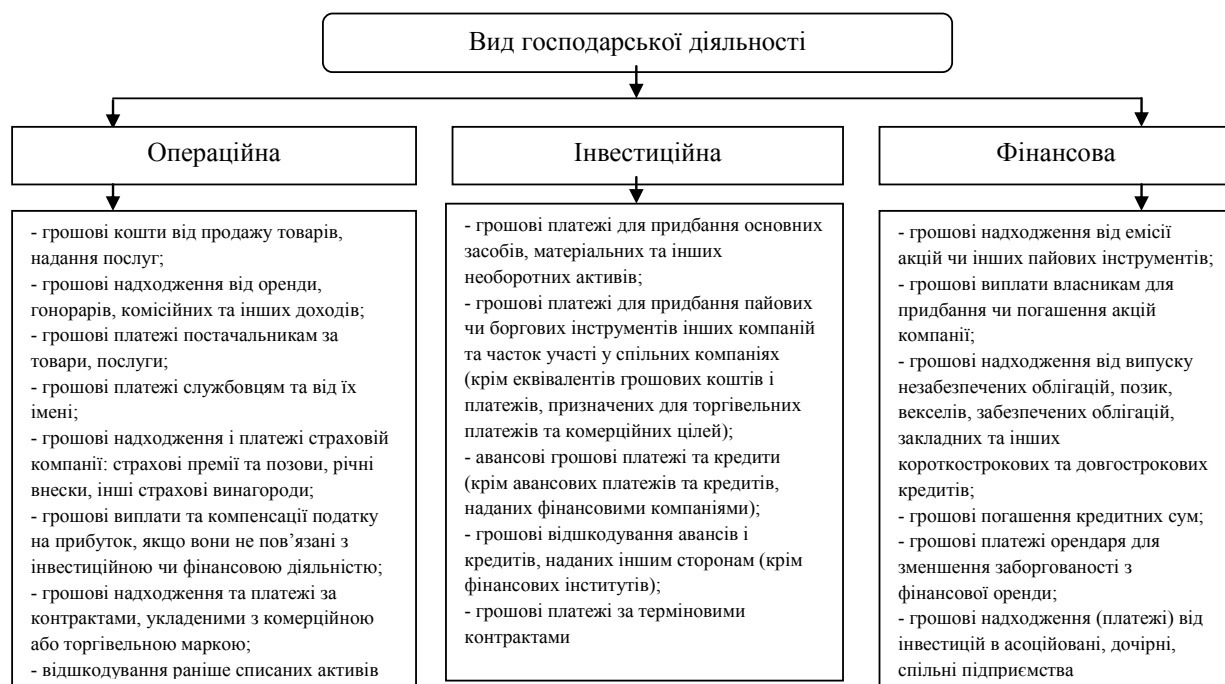 Вид господарської діяльності
Операційна
- грошові кошти від продажу товарів,
надання послуг;
- грошові надходження від оренди,
гонорарів, комісійних та інших доходів;
- грошові платежі постачальникам за
товари, послуги;
- грошові платежі службовцям та від їх
імені;
- грошові надходження і платежі страховій
компанії: страхові премії та позови, річні
внески, інші страхові винагороди;
- грошові виплати та компенсації податку
на прибуток, якщо вони не пов’язані з
інвестиційною чи фінансовою діяльністю;
- грошові надходження та платежі за
контрактами, укладеними з комерційною
або торгівельною маркою;
- відшкодування раніше списаних активів
Інвестиційна
- грошові платежі для придбання основних
засобів, матеріальних та інших
необоротних активів;
- грошові платежі для придбання пайових
чи боргових інструментів інших компаній
та часток участі у спільних компаніях
(крім еквівалентів грошових коштів і
платежів, призначених для торгівельних
платежів та комерційних цілей);
- авансові грошові платежі та кредити
(крім авансових платежів та кредитів,
наданих фінансовими компаніями);
- грошові відшкодування авансів і
кредитів, наданих іншим сторонам (крім
фінансових інститутів);
- грошові платежі за терміновими
контрактами
Фінансова
- грошові надходження від емісії
акцій чи інших пайових інструментів;
- грошові виплати власникам для
придбання чи погашення акцій
компанії;
- грошові надходження від випуску
незабезпечених облігацій, позик,
векселів, забезпечених облігацій,
закладних та інших
короткострокових та довгострокових
кредитів;
- грошові погашення кредитних сум;
- грошові платежі орендаря для
зменшення заборгованості з
фінансової оренди;
- грошові надходження (платежі) від
інвестицій в асоційовані, дочірні,
спільні підприємства